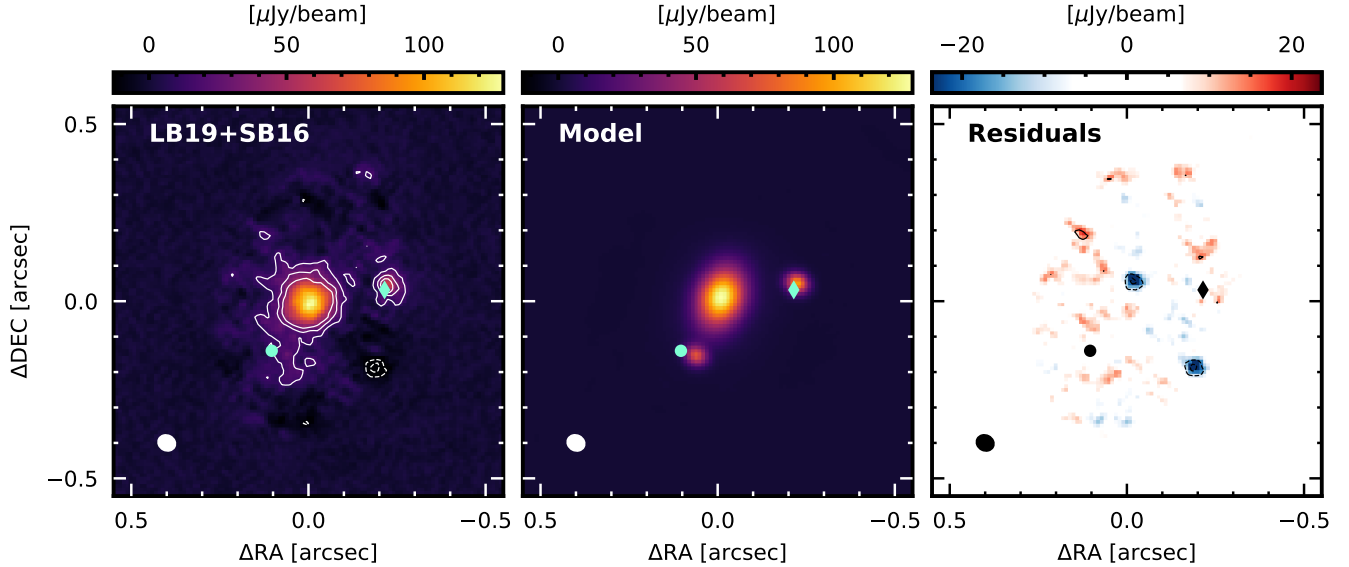 [μJy/beam] [μJy/beam] [μJy/beam]
0 50 100 0 50 100 −20 0 20
LB19+SB16 Model Residuals
0.5
0.0
−0.5
ΔDEC [arcsec]
0.5 0.0 −0.5 0.5 0.0 −0.5 0.5 0.0 −0.5
ΔRA [arcsec] ΔRA [arcsec] ΔRA [arcsec]